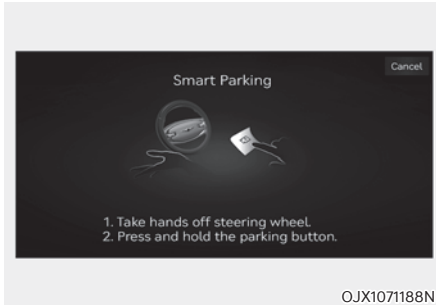 Cancel
Smart Parking
1. Take hands off steering wheel.
2. Press and hold the parking button.
OJX1071188N